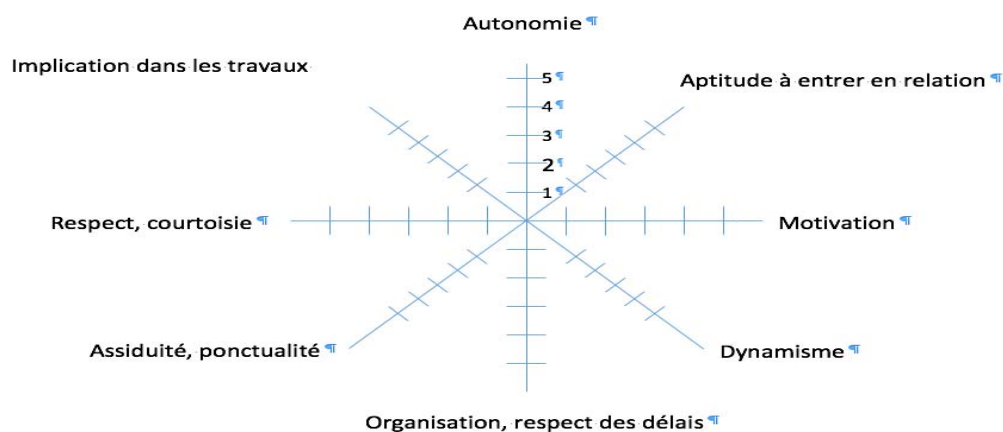 Autonomie ¶
Implication dans les travaux
Aptitude à entrer en relation ¶
5 ¶
4 ¶
3 ¶
2 ¶
1 ¶
Respect, courtoisie ¶
Motivation ¶
Assiduité, ponctualité ¶
Dynamisme ¶
Organisation, respect des délais ¶